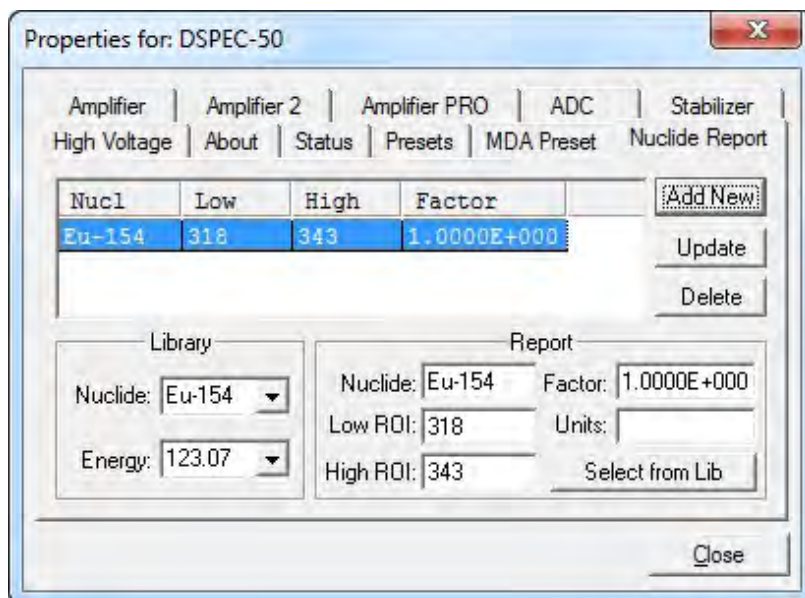 Properties for: DSPEC-50
Amplifier Amplifier 2 Amplifier PRO ADC Stabilizer
High Voltage About Status Presets MDA Preset Nuclide Report
Nucl Low High Factor
Eu-154 318 343 1.0000E+000
Add New
Update
Delete
Library
Nuclide: Eu-154
Energy: 123.07
Report
Nuclide: Eu-154 Factor: 1.0000E+000
Low ROI: 318 Units:
High ROI: 343 Select from Lib
Close